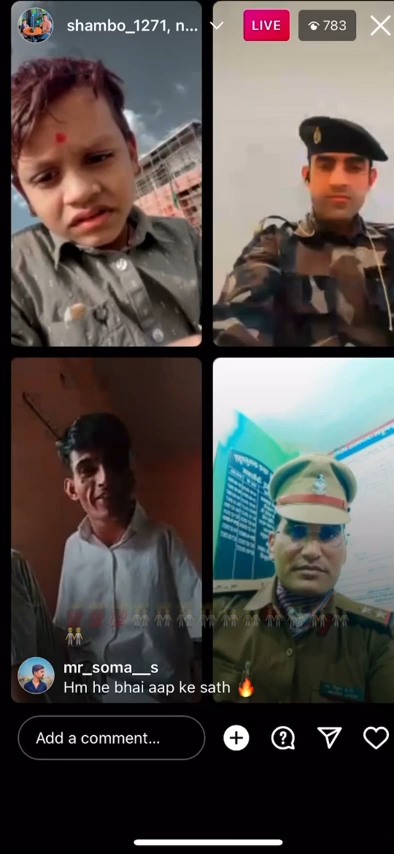 shambo_1271, n...
LIVE
783
mr_soma__s
Hm he bhai aap ke sath 🔥
Add a comment...